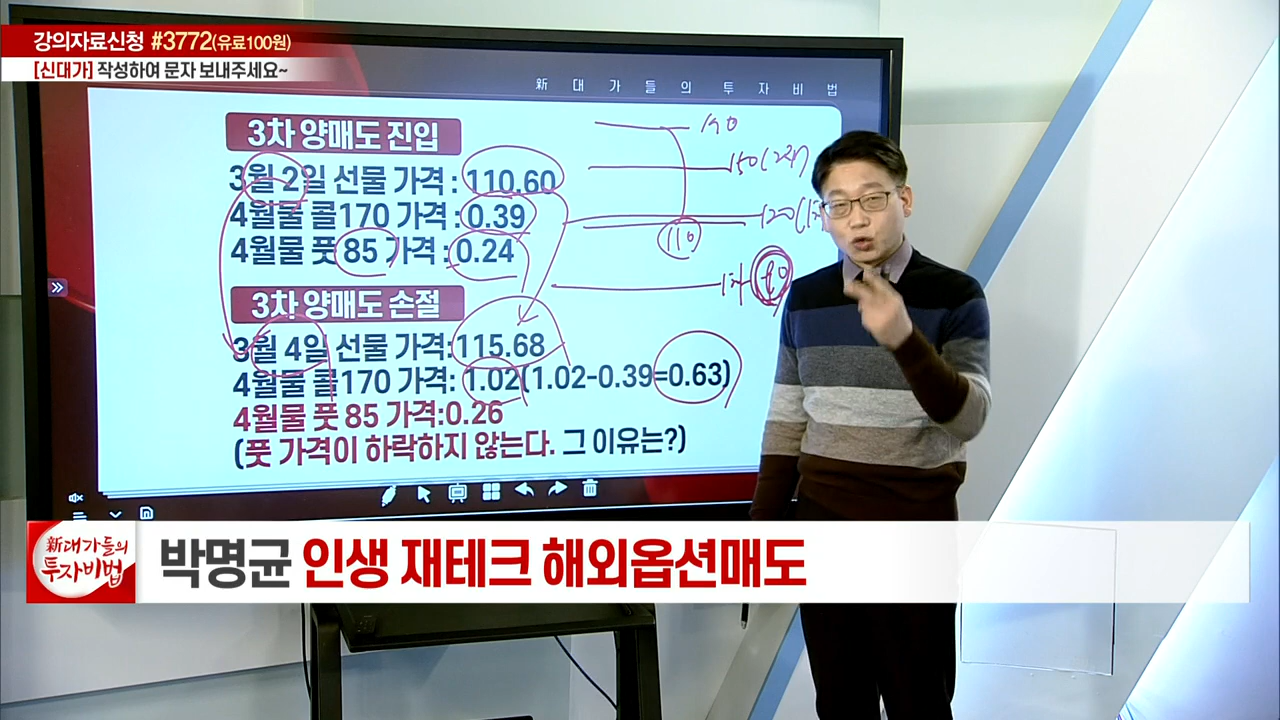 강의자료신청 #3772(유료100원)
[신대가] 작성하여 문자 보내주세요~
新 대 가 들 의 투 자 비 법
3차 양매도 진입
3월 2일 선물 가격 : 110.60
4월물 콜170 가격 : 0.39
4월물 풋 85 가격 : 0.24
3차 양매도 손절
3월 4일 선물 가격:115.68
4월물 콜170 가격: 1.02(1.02-0.39=0.63)
4월물 풋 85 가격:0.26
(풋 가격이 하락하지 않는다. 그 이유는?)
150(2차)
110
新대가들의
투자비법
박명균 인생 재테크 해외옵션매도